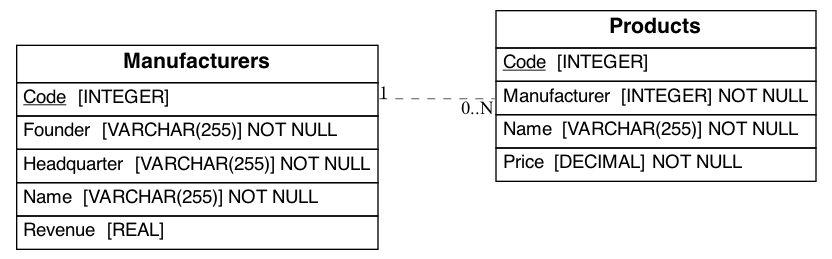 Manufacturers
Code [INTEGER]
Founder [VARCHAR(255)] NOT NULL
Headquarter [VARCHAR(255)] NOT NULL
Name [VARCHAR(255)] NOT NULL
Revenue [REAL]
1
0..N
Products
Code [INTEGER]
Manufacturer [INTEGER] NOT NULL
Name [VARCHAR(255)] NOT NULL
Price [DECIMAL] NOT NULL